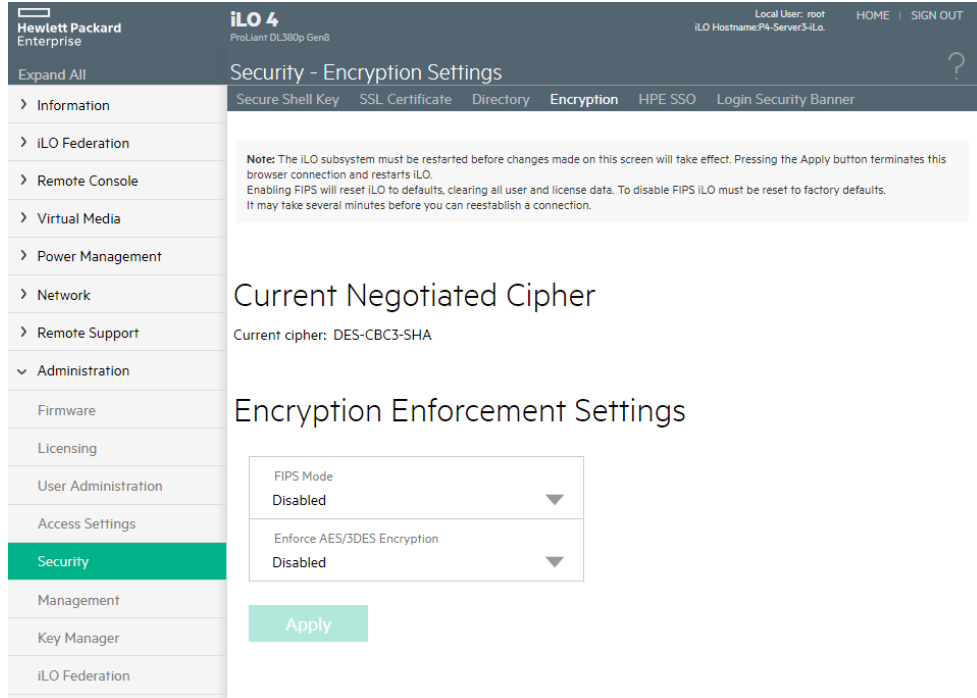 Hewlett Packard
Enterprise
iLO 4
ProLiant DL380p Gen8
Local User: root
iLO Hostname:P4-Server3-iLo.
HOME | SIGN OUT
Expand All
Security - Encryption Settings
?
Secure Shell Key SSL Certificate Directory Encryption HPE SSO Login Security Banner
Information
iLO Federation
Remote Console
Virtual Media
Power Management
Network
Remote Support
Administration
Firmware
Licensing
User Administration
Access Settings
Security
Management
Key Manager
iLO Federation
Note: The iLO subsystem must be restarted before changes made on this screen will take effect. Pressing the Apply button terminates this
browser connection and restarts iLO.
Enabling FIPS will reset iLO to defaults, clearing all user and license data. To disable FIPS iLO must be reset to factory defaults.
It may take several minutes before you can reestablish a connection.
Current Negotiated Cipher
Current cipher: DES-CBC3-SHA
Encryption Enforcement Settings
FIPS Mode
Disabled
Enforce AES/3DES Encryption
Disabled
Apply